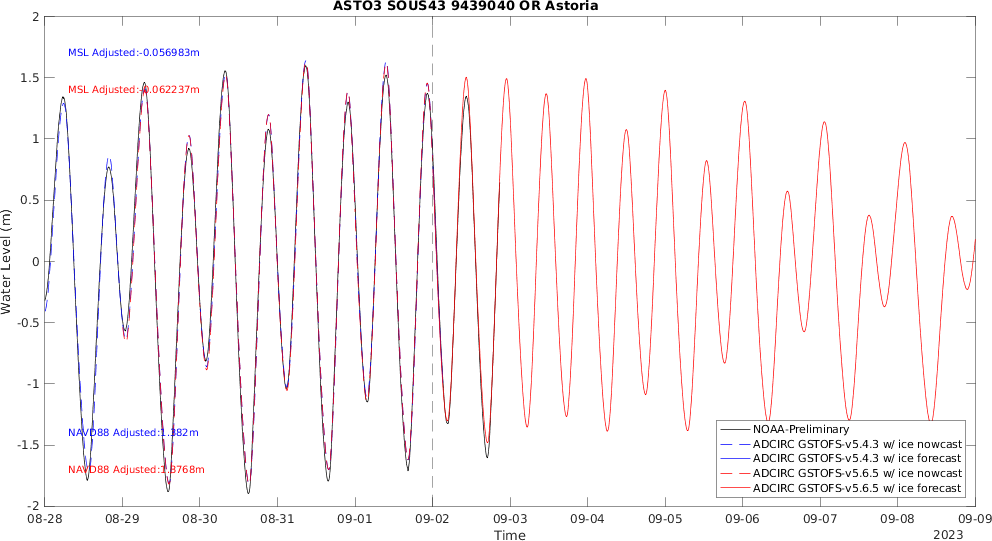 ASTO3 SOUS43 9439040 OR Astoria
MSL Adjusted:-0.056983m
MSL Adjusted:-0.062237m
NAVD88 Adjusted:1.382m
NAVD88 Adjusted:1.3768m
Water Level (m)
2
1.5
1
0.5
0
-0.5
-1
-1.5
-2
NOAA-Preliminary
ADCIRC GSTOFS-v5.4.3 w/ ice nowcast
ADCIRC GSTOFS-v5.4.3 w/ ice forecast
ADCIRC GSTOFS-v5.6.5 w/ ice nowcast
ADCIRC GSTOFS-v5.6.5 w/ ice forecast
08-28 08-29 08-30 08-31 09-01 09-02 09-03 09-04 09-05 09-06 09-07 09-08 09-09
Time
2023